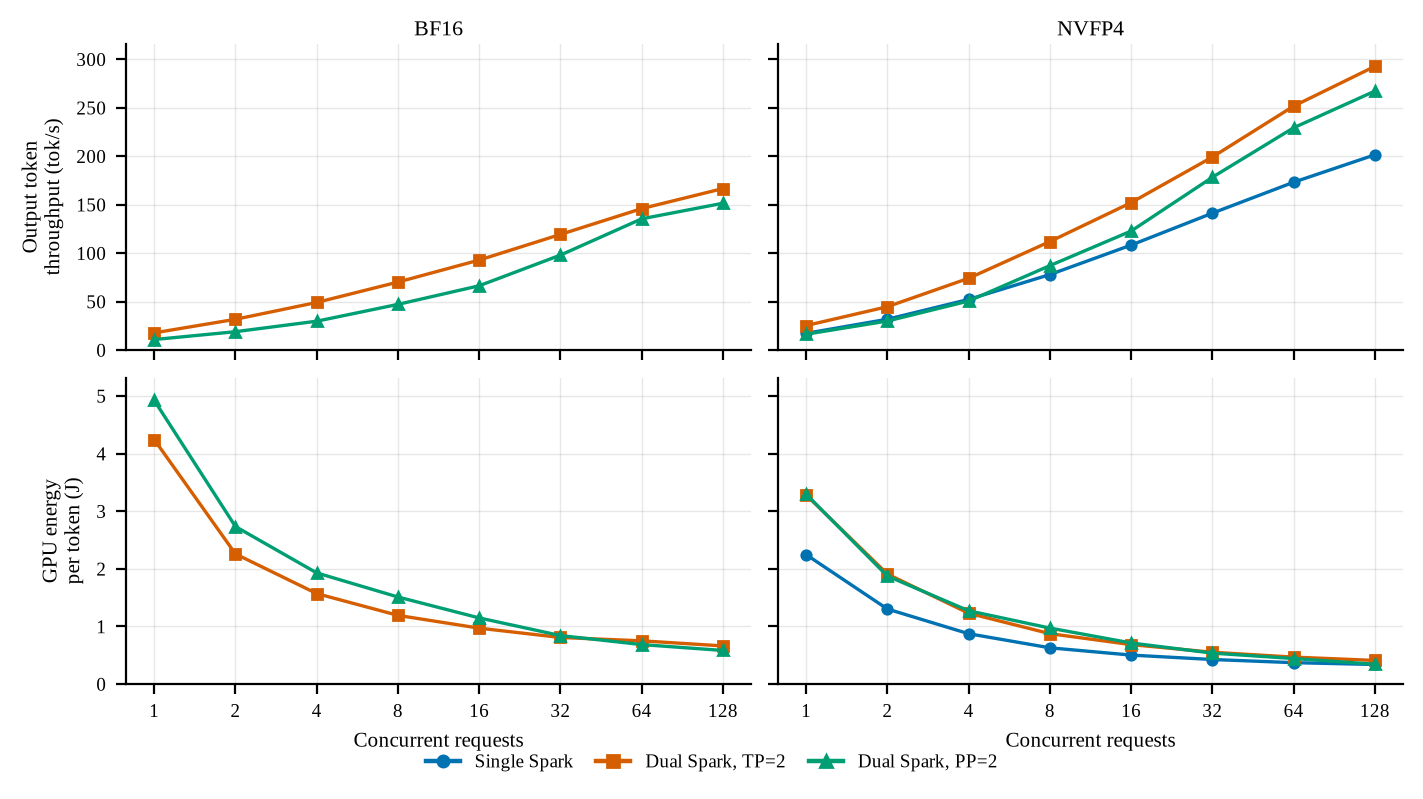 BF16
NVFP4
Output token
throughput (tok/s)
300
250
200
150
100
50
0
GPU energy
per token (J)
5
4
3
2
1
0
1 2 4 8 16 32 64 128
1 2 4 8 16 32 64 128
Concurrent requests
Concurrent requests
Single Spark
Dual Spark, TP=2
Dual Spark, PP=2